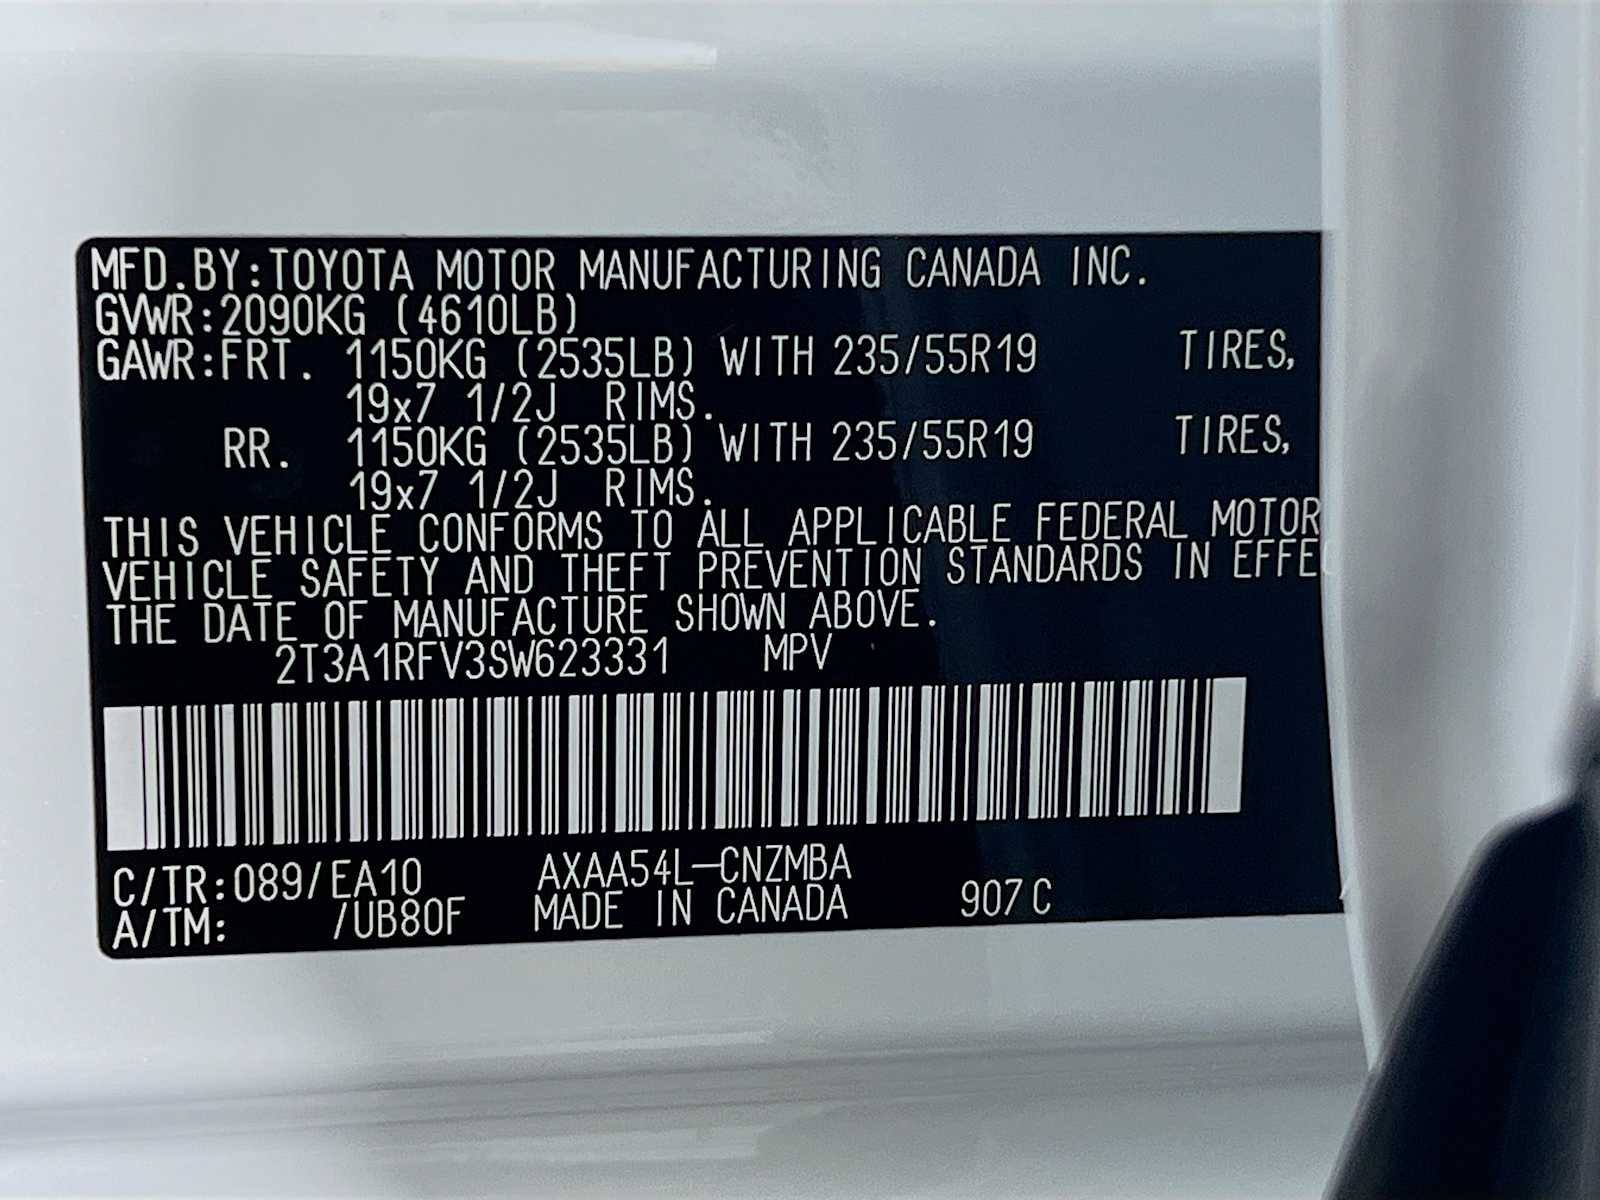 MFD.BY:TOYOTA MOTOR MANUFACTURING CANADA INC.
GVWR:2090KG (4610LB)
GAWR:FRT. 1150KG (2535LB) WITH 235/55R19 TIRES,
19x7 1/2J RIMS.
RR. 1150KG (2535LB) WITH 235/55R19 TIRES,
19x7 1/2J RIMS.
THIS VEHICLE CONFORMS TO ALL APPLICABLE FEDERAL MOTOR
VEHICLE SAFETY AND THEFT PREVENTION STANDARDS IN EFFE
THE DATE OF MANUFACTURE SHOWN ABOVE.
2T3A1RFV3SW623331 MPV
C/TR:089/EA10 AXAA54L-CNZMBA
A/TM: /UB80F MADE IN CANADA 907C